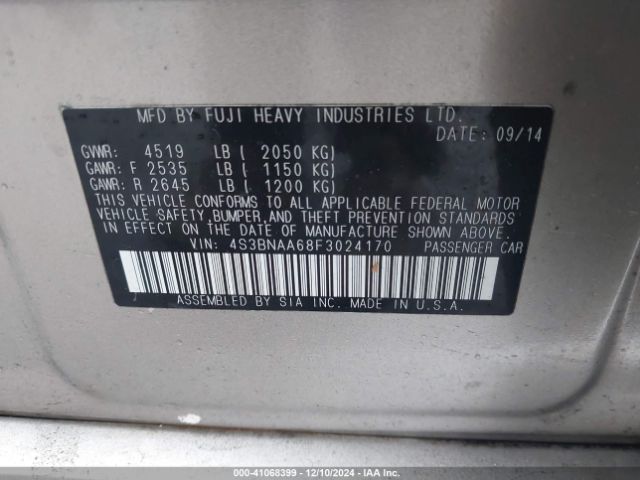 MFD BY FUJI HEAVY INDUSTRIES LTD.
DATE: 09/14
GVWR: 4519 LB ( 2050 KG)
GAWR: F 2535 LB ( 1150 KG)
GAWR: R 2645 LB ( 1200 KG)
THIS VEHICLE CONFORMS TO ALL APPLICABLE FEDERAL MOTOR
VEHICLE SAFETY, BUMPER, AND THEFT PREVENTION STANDARDS
IN EFFECT ON THE DATE OF MANUFACTURE SHOWN ABOVE.
VIN: 4S3BNAA68F3024170 PASSENGER CAR
ASSEMBLED BY SIA INC. MADE IN U.S.A.
000-41068399 - 12/10/2024 - IAA Inc.